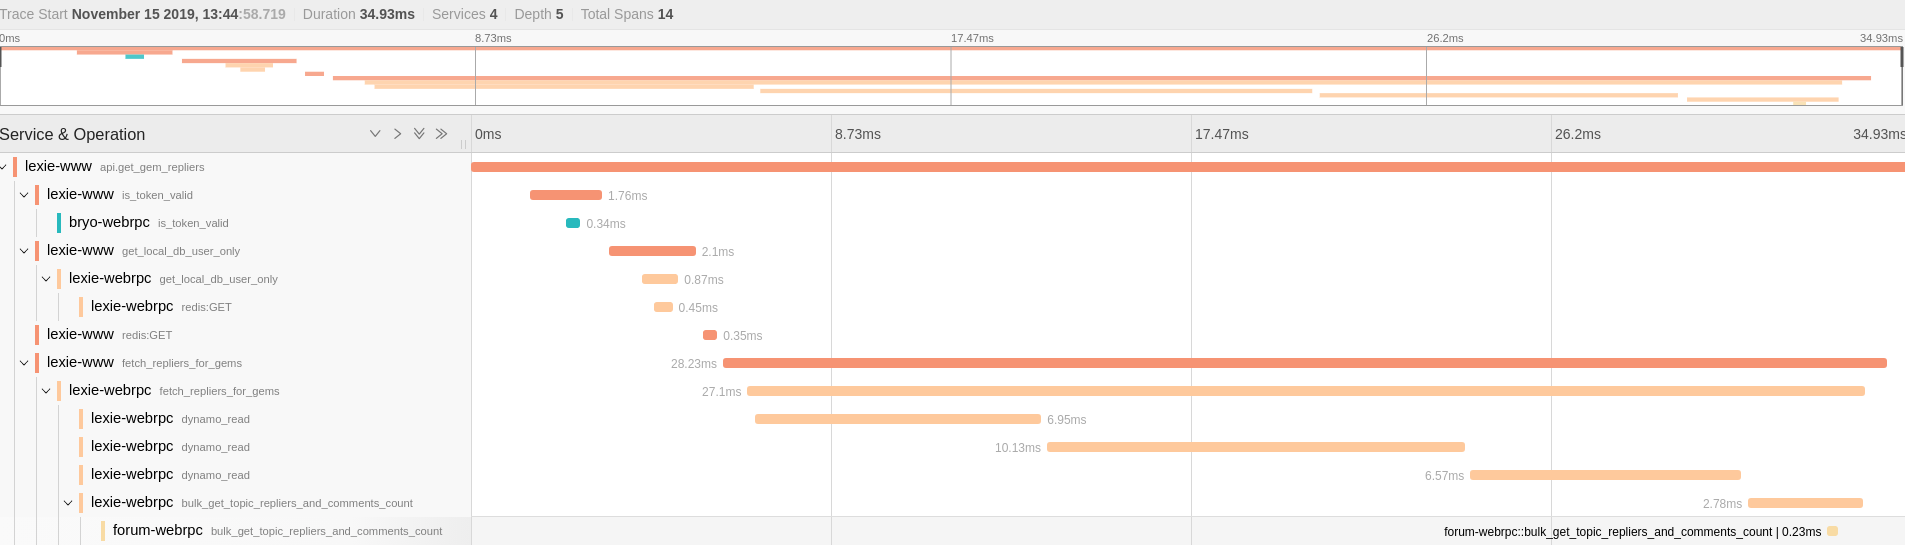 Trace Start November 15 2019, 13:44:58.719 Duration 34.93ms Services 4 Depth 5 Total Spans 14
0ms 8.73ms 17.47ms 26.2ms 34.93ms
Service & Operation 0ms 8.73ms 17.47ms 26.2ms 34.93ms
lexie-www api.get_gem_repliers
lexie-www is_token_valid 1.76ms
bryo-webrpc is_token_valid 0.34ms
lexie-www get_local_db_user_only 2.1ms
lexie-webrpc get_local_db_user_only 0.87ms
lexie-webrpc redis:GET 0.45ms
lexie-www redis:GET 0.35ms
lexie-www fetch_repliers_for_gems 28.23ms
lexie-webrpc fetch_repliers_for_gems 27.1ms
lexie-webrpc dynamo_read 6.95ms
lexie-webrpc dynamo_read 10.13ms
lexie-webrpc dynamo_read 6.57ms
lexie-webrpc bulk_get_topic_repliers_and_comments_count 2.78ms
forum-webrpc bulk_get_topic_repliers_and_comments_count forum-webrpc::bulk_get_topic_repliers_and_comments_count | 0.23ms